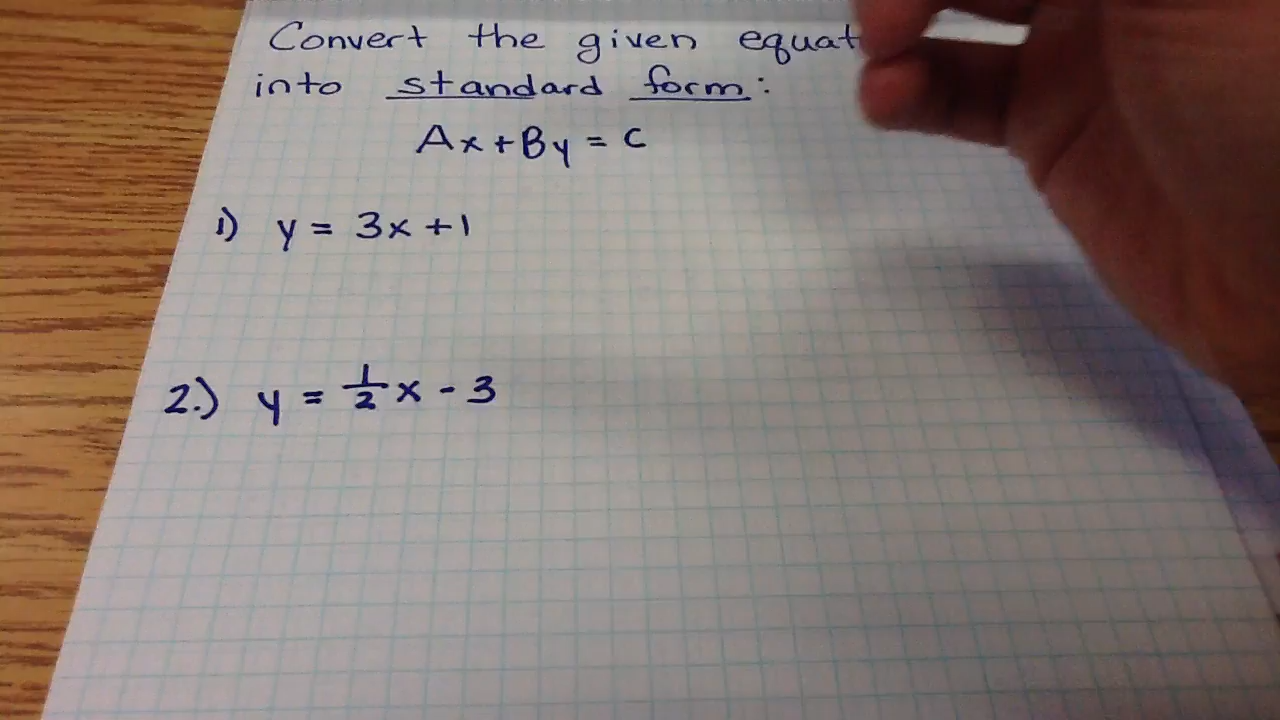 Convert the given equat
into standard form:
Ax + By = C
1) y = 3x + 1
2.) y = 1/2 x - 3